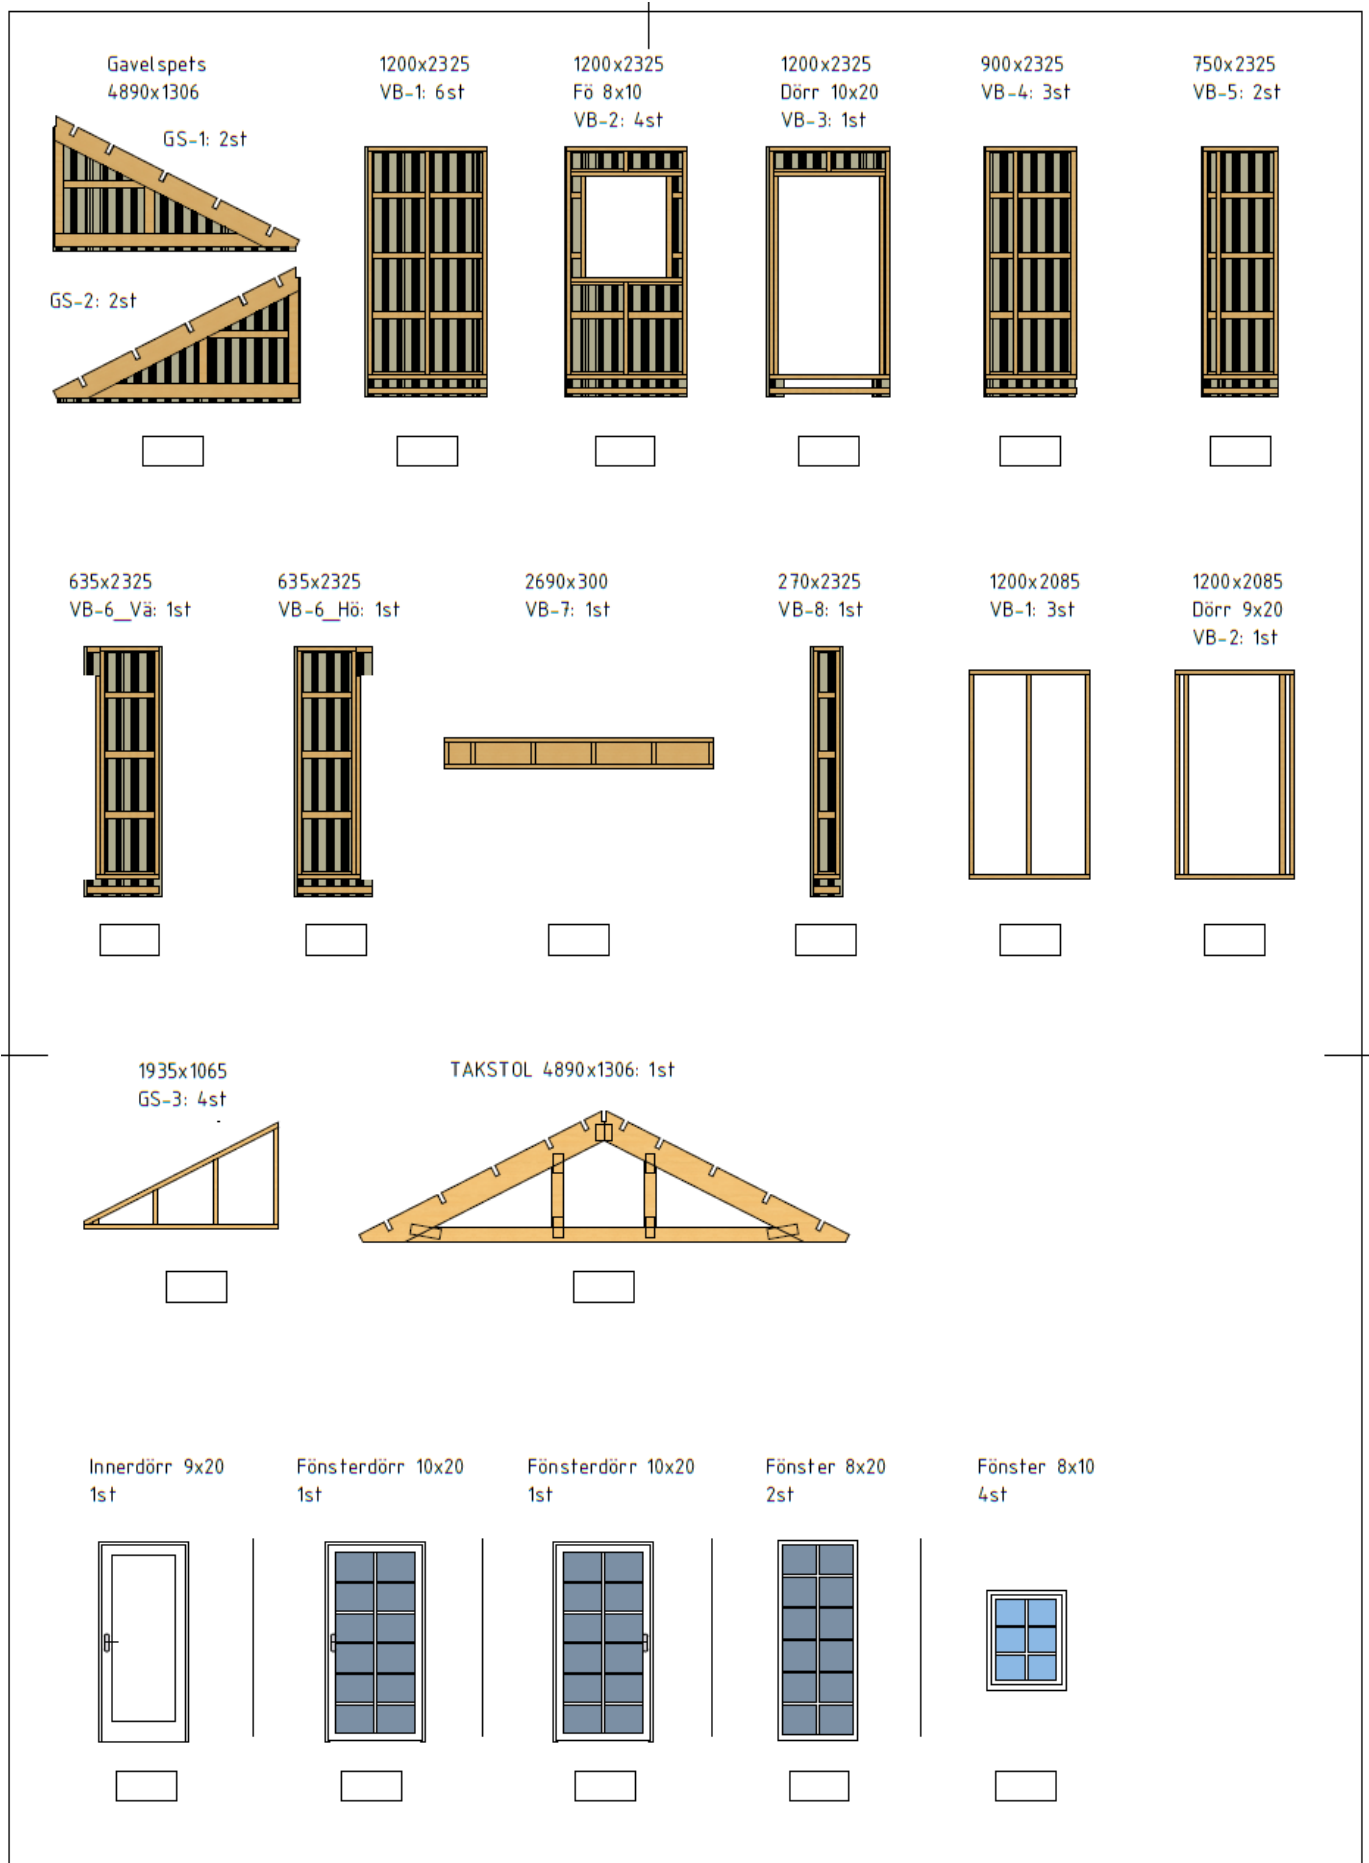 Gavelspets
4890x1306
GS-1: 2st
GS-2: 2st
1200x2325
VB-1: 6st
1200x2325
Fö 8x10
VB-2: 4st
1200x2325
Dörr 10x20
VB-3: 1st
900x2325
VB-4: 3st
750x2325
VB-5: 2st
635x2325
VB-6_Vä: 1st
635x2325
VB-6_Hö: 1st
2690x300
VB-7: 1st
270x2325
VB-8: 1st
1200x2085
VB-1: 3st
1200x2085
Dörr 9x20
VB-2: 1st
1935x1065
GS-3: 4st
TAKSTOL 4890x1306: 1st
Innerdörr 9x20
1st
Fönsterdörr 10x20
1st
Fönsterdörr 10x20
1st
Fönster 8x20
2st
Fönster 8x10
4st